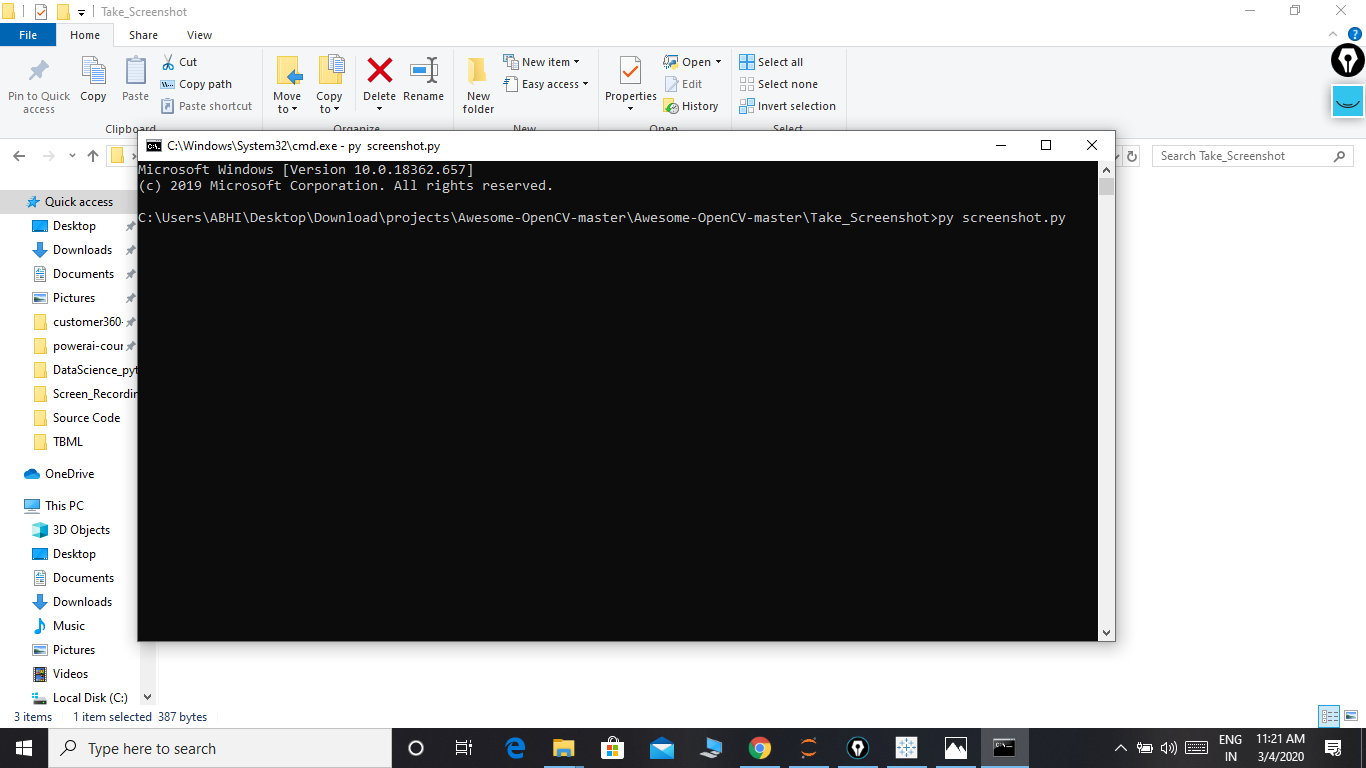 Take_Screenshot
File Home Share View
Pin to Quick access
Copy
Paste
Cut
Copy path
Paste shortcut
Clipboard
Move to
Copy to
Delete
Rename
Organize
New folder
New item
Easy access
New
Properties
Open
Edit
History
Open
Select all
Select none
Invert selection
Select
Search Take_Screenshot
C:\Windows\System32\cmd.exe - py  screenshot.py
Microsoft Windows [Version 10.0.18362.657]
(c) 2019 Microsoft Corporation. All rights reserved.
C:\Users\ABHI\Desktop\Download\projects\Awesome-OpenCV-master\Awesome-OpenCV-master\Take_Screenshot>py screenshot.py
Quick access
Desktop
Downloads
Documents
Pictures
customer360-
powerai-cour
DataScience_pyt
Screen_Recordin
Source Code
TBML
OneDrive
This PC
3D Objects
Desktop
Documents
Downloads
Music
Pictures
Videos
Local Disk (C:)
3 items 1 item selected 387 bytes
Type here to search
ENG
IN
11:21 AM
3/4/2020